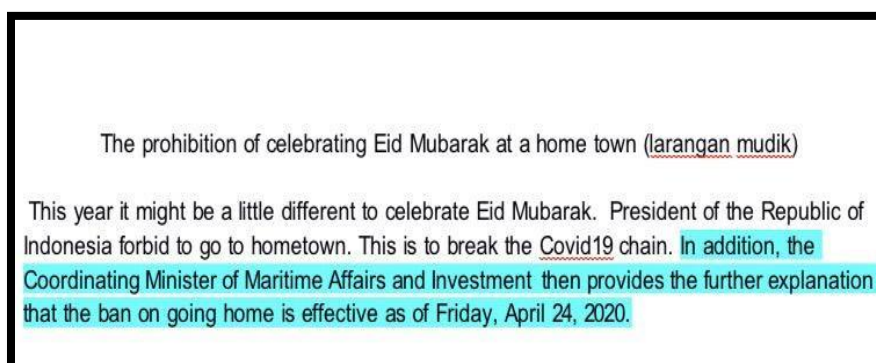 The prohibition of celebrating Eid Mubarak at a home town (larangan mudik)
This year it might be a little different to celebrate Eid Mubarak. President of the Republic of
Indonesia forbid to go to hometown. This is to break the Covid19 chain. In addition, the
Coordinating Minister of Maritime Affairs and Investment then provides the further explanation
that the ban on going home is effective as of Friday, April 24, 2020.